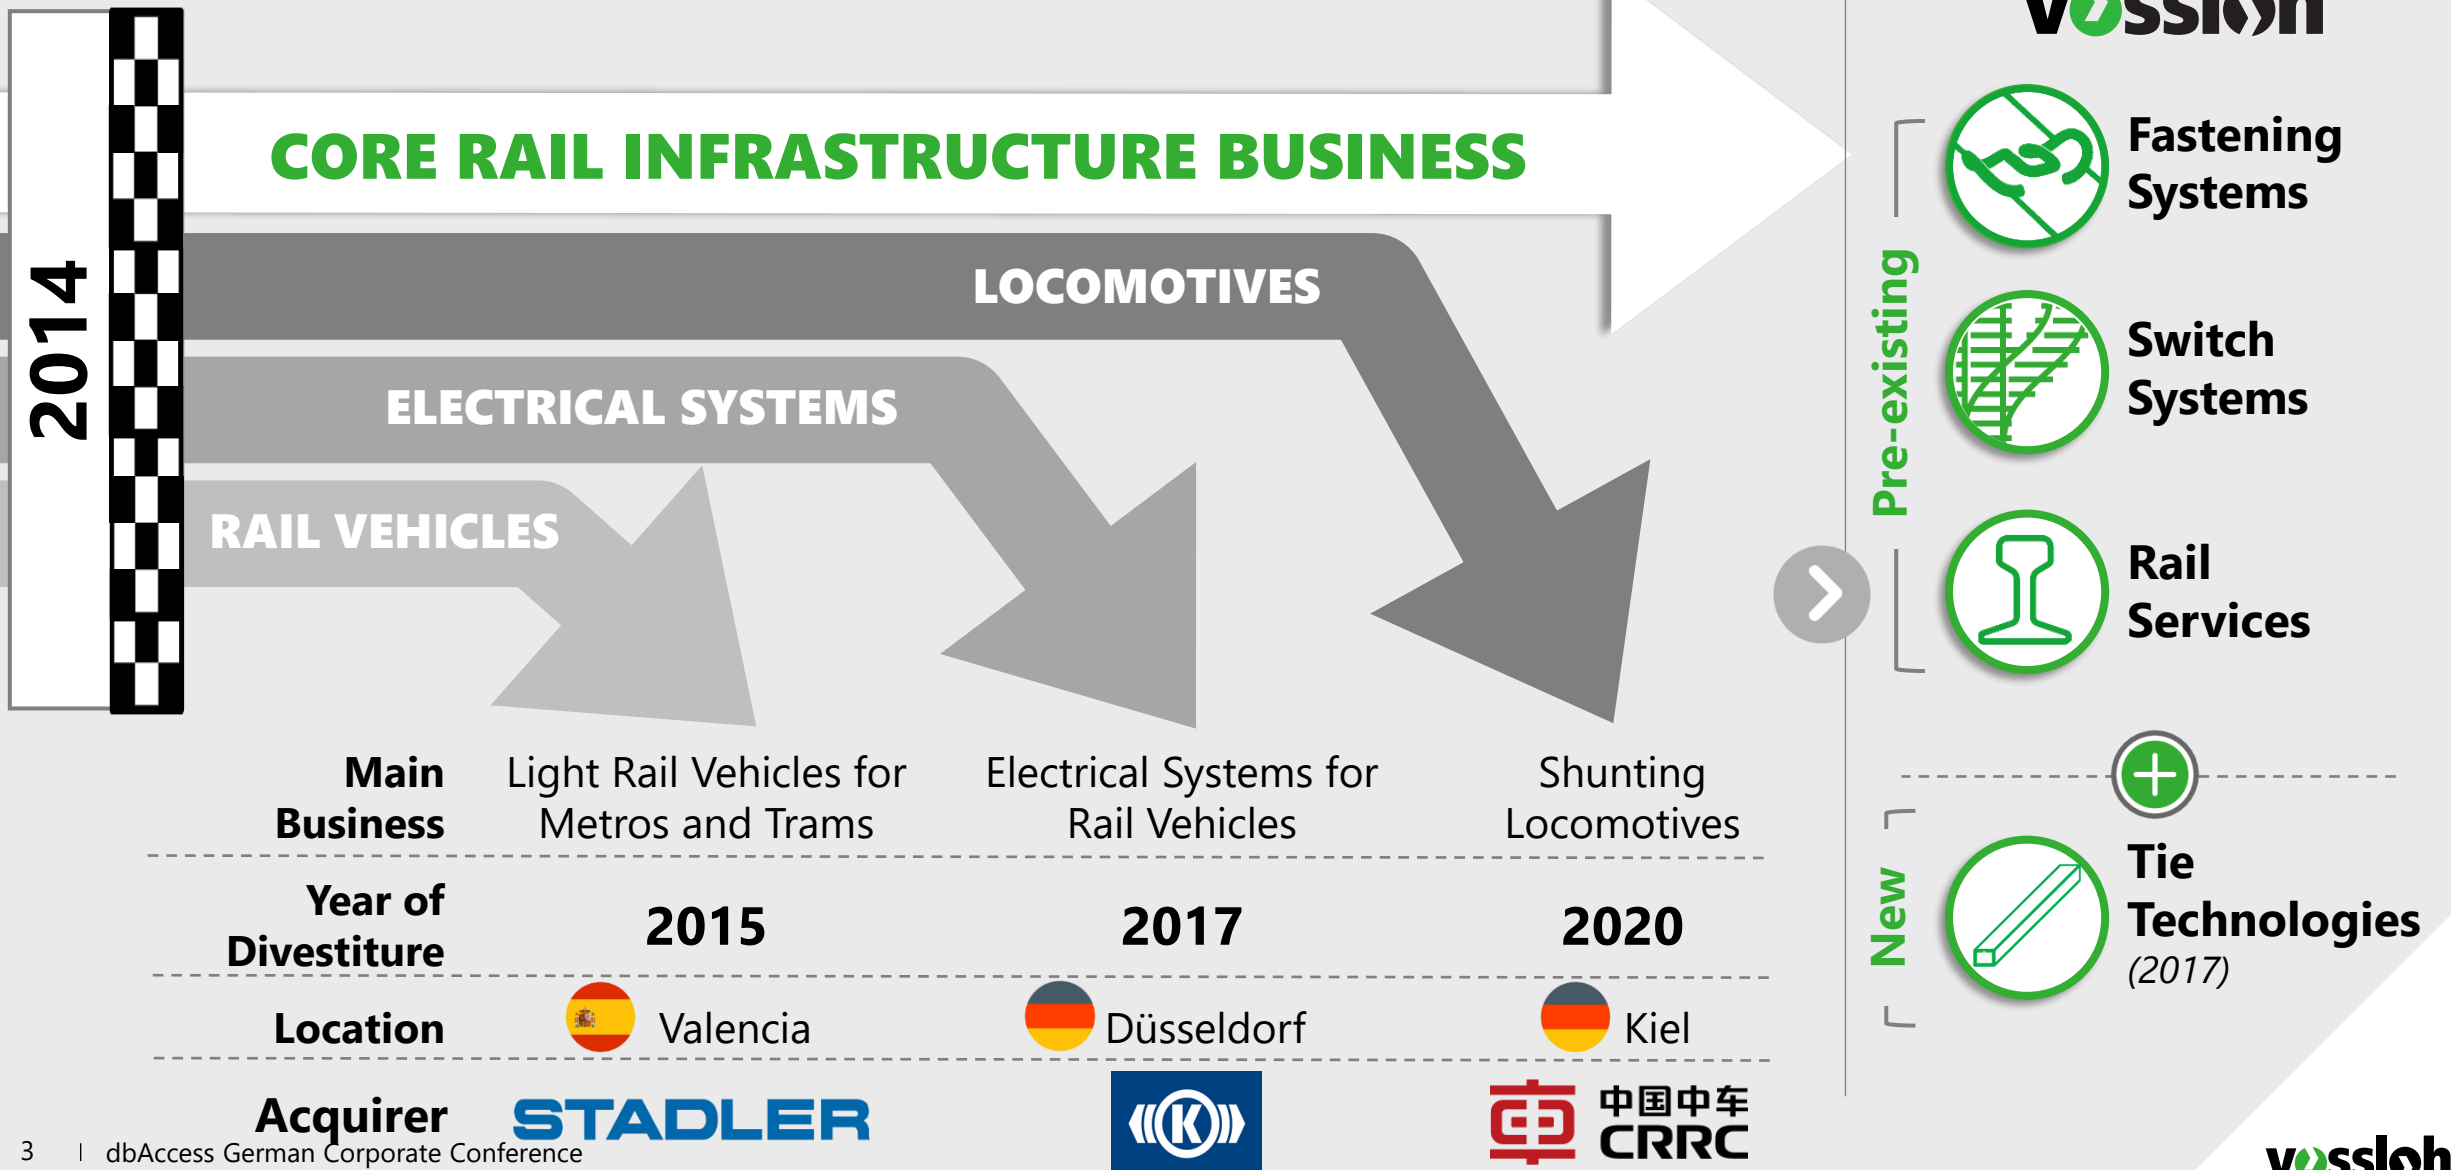 vossloh
2014
CORE RAIL INFRASTRUCTURE BUSINESS
LOCOMOTIVES
ELECTRICAL SYSTEMS
RAIL VEHICLES
Pre-existing
Fastening
Systems
Switch
Systems
Rail
Services
New
Tie
Technologies
(2017)
Main
Business
Light Rail Vehicles for
Metros and Trams
Electrical Systems for
Rail Vehicles
Shunting
Locomotives
Year of
Divestiture
2015
2017
2020
Location
Valencia
Düsseldorf
Kiel
Acquirer
STADLER
K
中国中车
CRRC
3 | dbAccess German Corporate Conference
vossloh